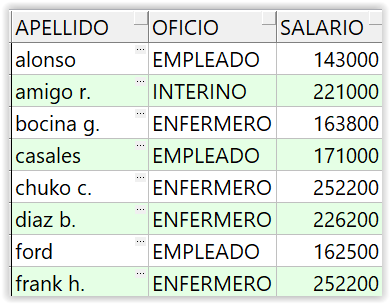 APELLIDO OFICIO SALARIO
alonso ... EMPLEADO 143000
amigo r. ... INTERINO 221000
bocina g. ... ENFERMERO 163800
casales ... EMPLEADO 171000
chuko c. ... ENFERMERO 252200
diaz b. ... ENFERMERO 226200
ford ... EMPLEADO 162500
frank h. ... ENFERMERO 252200